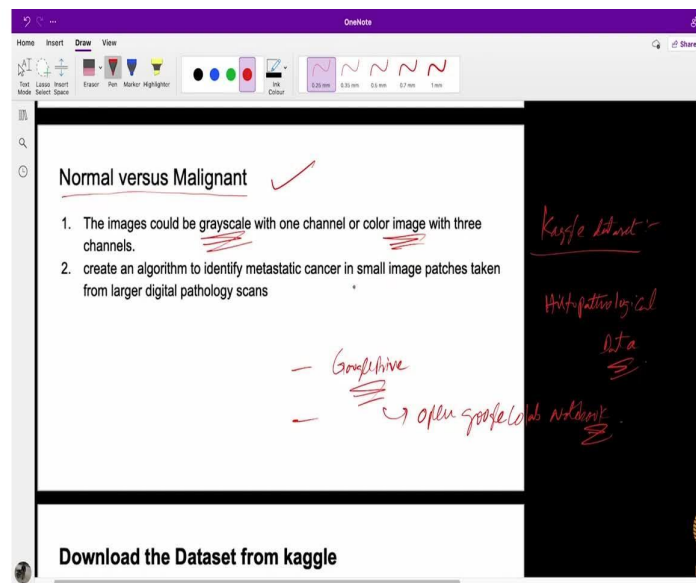 OneNote
Home Insert Draw View
Share
Text Mode
Lasso Select
Insert Space
Eraser
Pen
Marker
Highlighter
Ink Colour
0.25 mm
0.35 mm
0.5 mm
0.7 mm
1 mm
Normal versus Malignant
1. The images could be grayscale with one channel or color image with three
channels.
2. create an algorithm to identify metastatic cancer in small image patches taken
from larger digital pathology scans
Kaggle dataset :-
Histopathological
Data
- Google Drive
- open google Colab Notebook.
Download the Dataset from kaggle